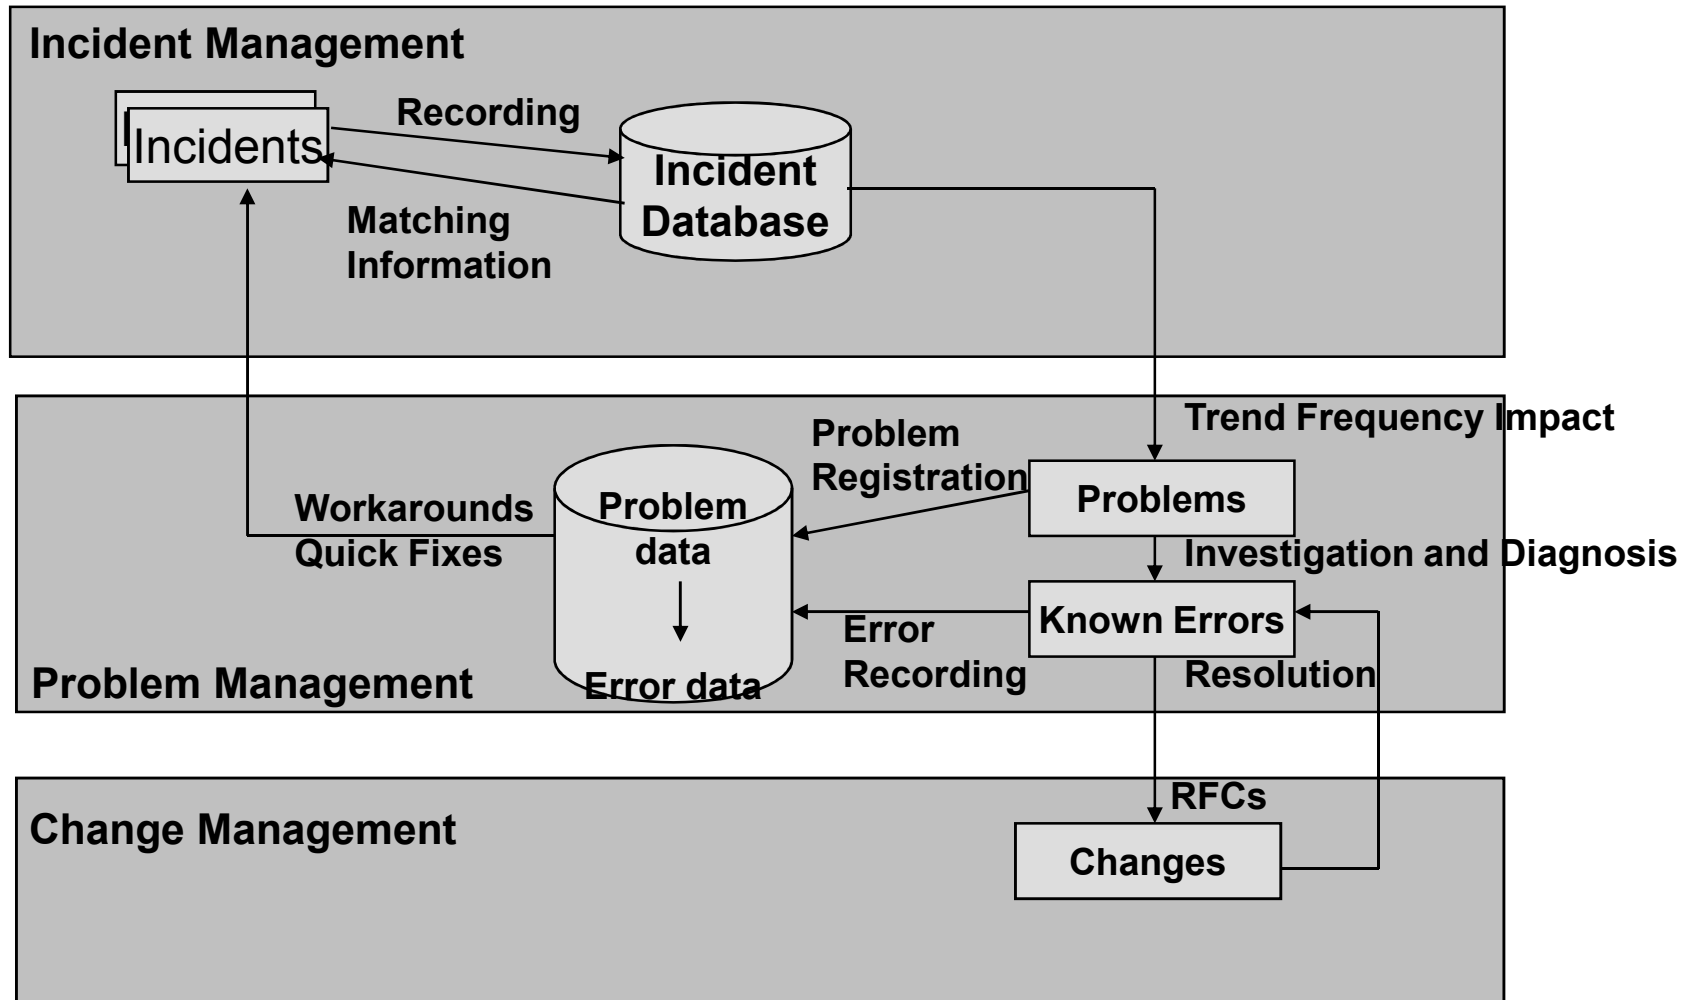 Incident Management
Recording
Incidents
Incident
Database
Matching
Information
Trend Frequency Impact
Problem
Registration
Problems
Workarounds
Quick Fixes
Problem
data
Investigation and Diagnosis
Known Errors
Error
Recording
Resolution
Error data
Problem Management
RFCs
Change Management
Changes